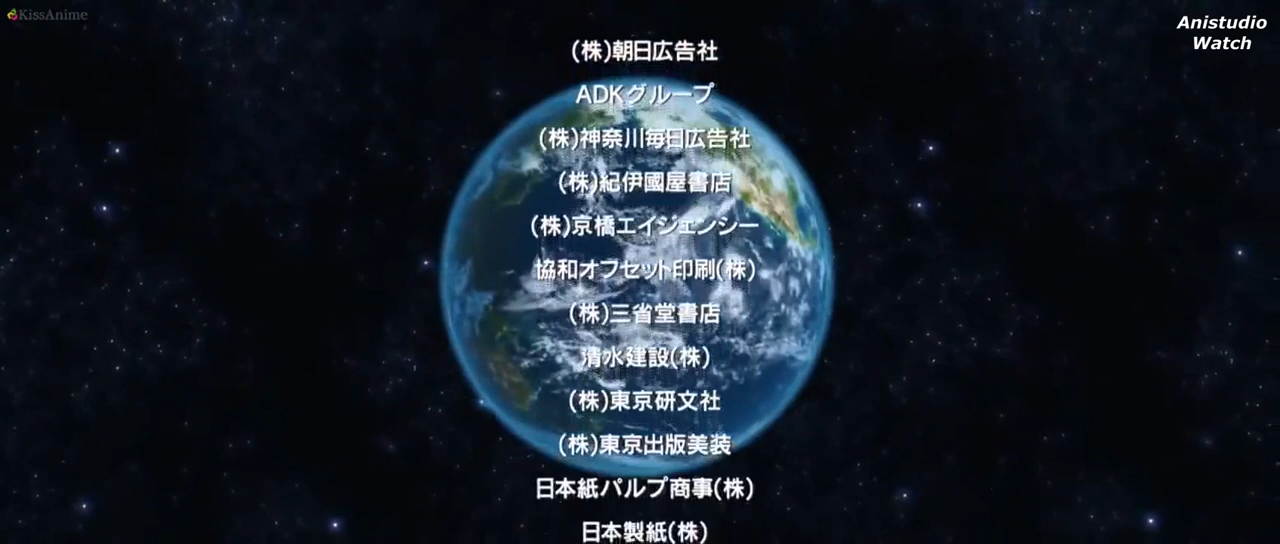 KissAnime
Anistudio
Watch
(株)朝日広告社
ADKグループ
(株)神奈川毎日広告社
(株)紀伊國屋書店
(株)京橋エイジェンシー
協和オフセット印刷(株)
(株)三省堂書店
清水建設(株)
(株)東京研文社
(株)東京出版美装
日本紙パルプ商事(株)
日本製紙(株)